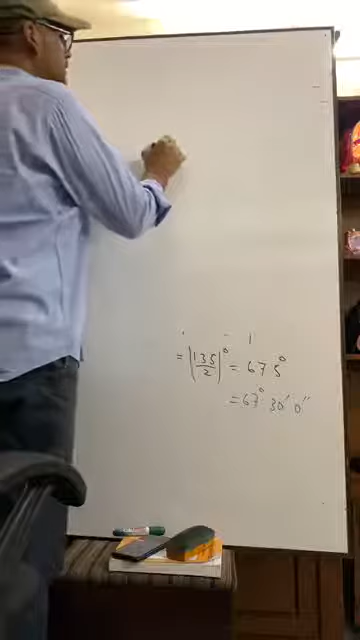 = (135/2)° = 67 5°
= 67° 30' 0"